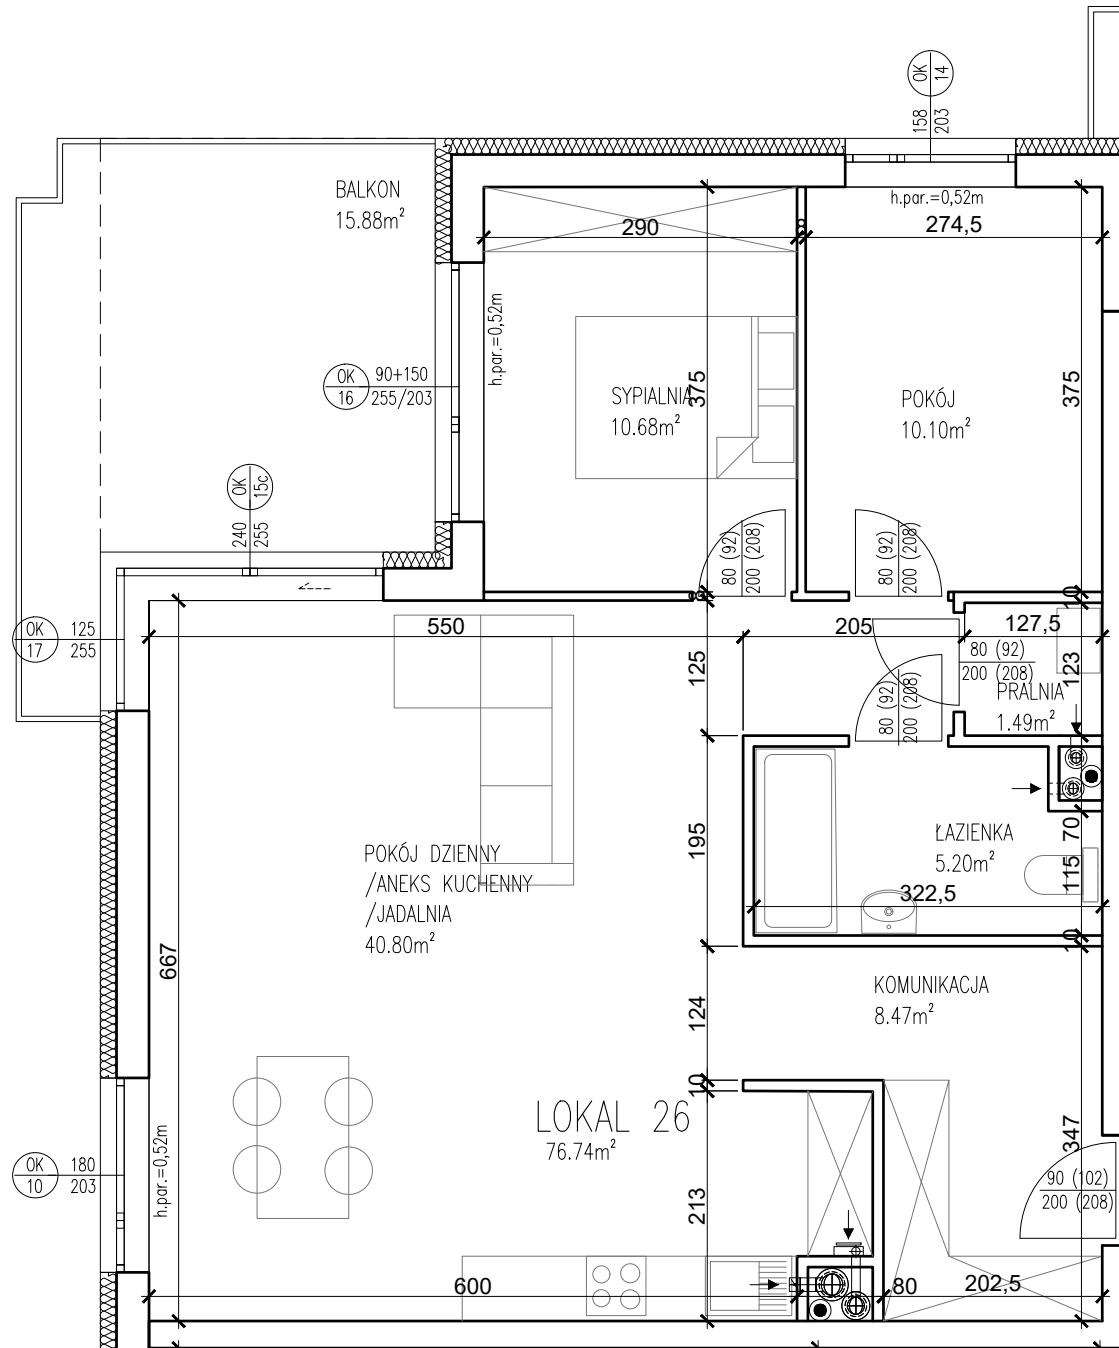 OK
14
158
203
BALKON
15.88m²
h.par.=0,52m
290
8
274,5
h.par.=0,52m
OK
16
90+150
255/203
375
375
SYPIALNIA
10.68m²
POKÓJ
10.10m²
OK
15c
240
255
80 (92)
200 (208)
80 (92)
200 (208)
8
10
OK
17
125
255
550
205
127,5
80 (92)
200 (208)
125
123
80 (92)
200 (208)
PRALNIA
1.49m²
195
70
ŁAZIENKA
5.20m²
115
322,5
POKÓJ DZIENNY
/ANEKS KUCHENNY
/JADALNIA
40.80m²
10
667
KOMUNIKACJA
8.47m²
124
10
LOKAL 26
76.74m²
347
h.par.=0,52m
OK
10
180
203
90 (102)
200 (208)
213
600
80
202,5